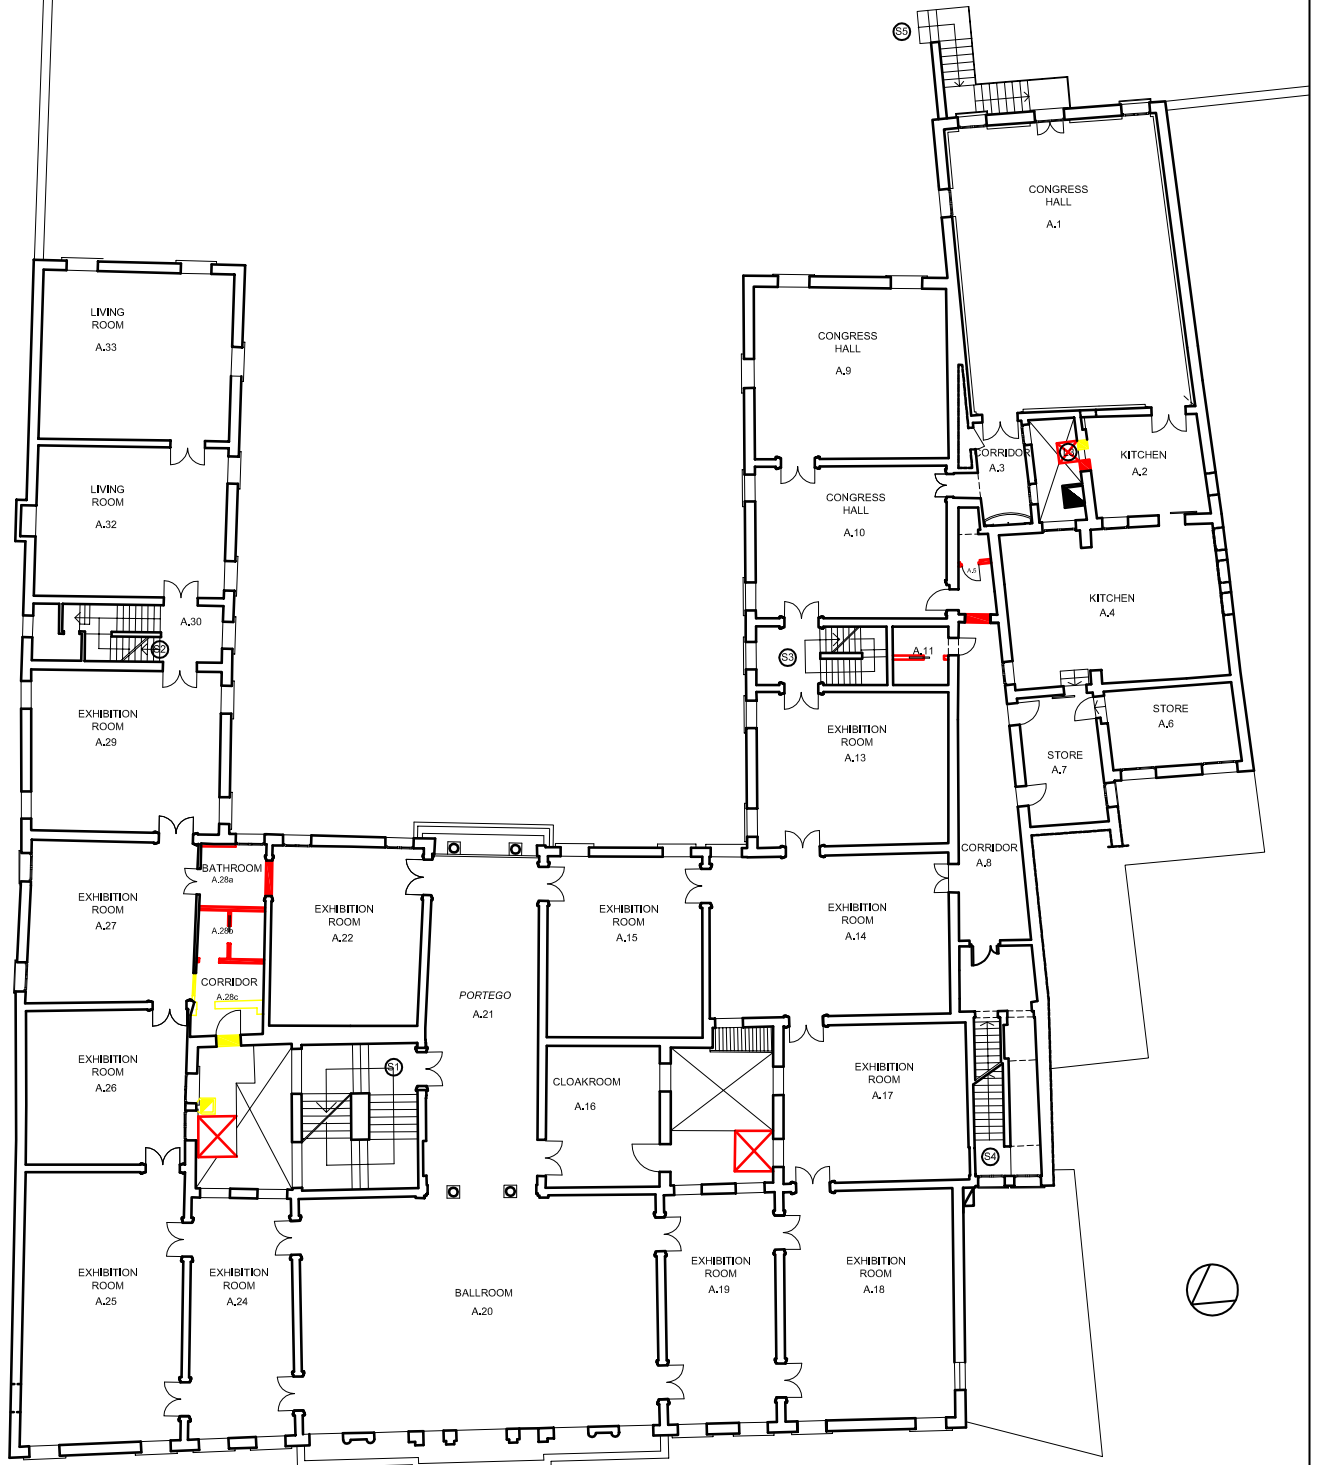 S5
CONGRESS
HALL
A.1
LIVING
ROOM
A.33
CONGRESS
HALL
A.9
CORRIDOR
A.3
KITCHEN
A.2
LIVING
ROOM
A.32
CONGRESS
HALL
A.10
A.5
KITCHEN
A.4
A.30
S2
S3
A.11
EXHIBITION
ROOM
A.29
EXHIBITION
ROOM
A.13
STORE
A.6
STORE
A.7
CORRIDOR
A.8
BATHROOM
A.28a
EXHIBITION
ROOM
A.27
A.28b
EXHIBITION
ROOM
A.22
EXHIBITION
ROOM
A.15
EXHIBITION
ROOM
A.14
CORRIDOR
A.28c
PORTEGO
A.21
EXHIBITION
ROOM
A.26
S1
CLOAKROOM
A.16
EXHIBITION
ROOM
A.17
S4
EXHIBITION
ROOM
A.25
EXHIBITION
ROOM
A.24
BALLROOM
A.20
EXHIBITION
ROOM
A.19
EXHIBITION
ROOM
A.18